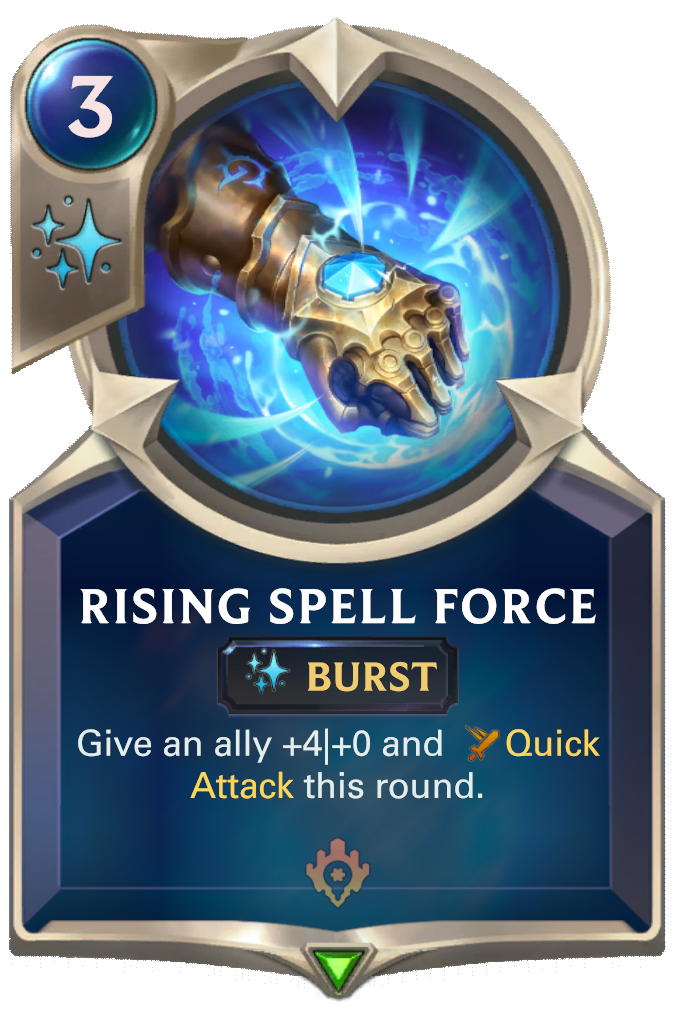 3
RISING SPELL FORCE
BURST
Give an ally +4|+0 and Quick
Attack this round.